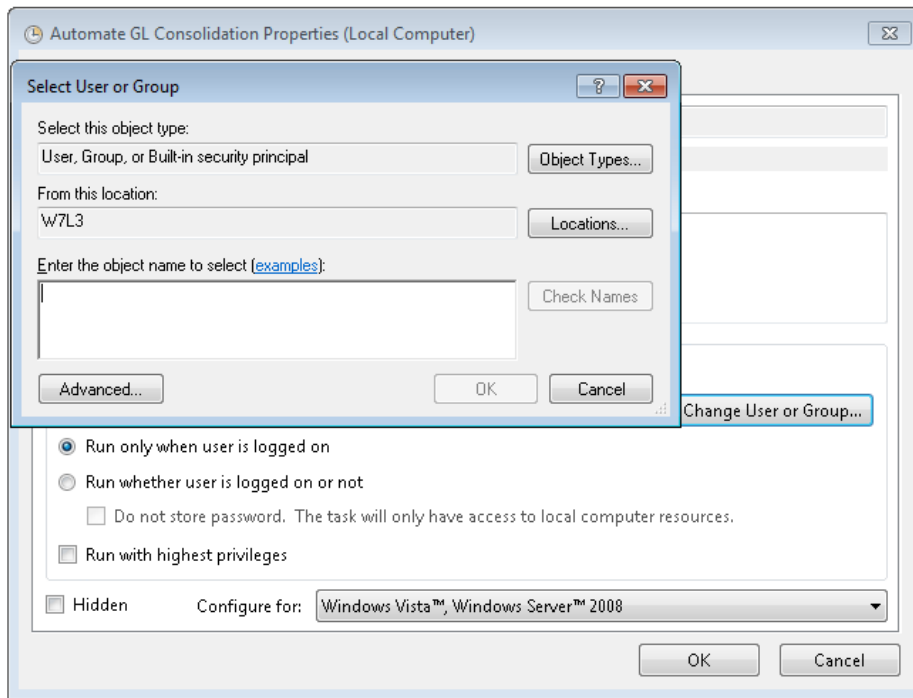 Automate GL Consolidation Properties (Local Computer)
Select User or Group
Select this object type:
User, Group, or Built-in security principal
Object Types...
From this location:
W7L3
Locations...
Enter the object name to select (examples):
Check Names
Advanced...
OK
Cancel
Change User or Group...
Run only when user is logged on
Run whether user is logged on or not
Do not store password. The task will only have access to local computer resources.
Run with highest privileges
Hidden
Configure for:
Windows Vista™, Windows Server™ 2008
OK
Cancel